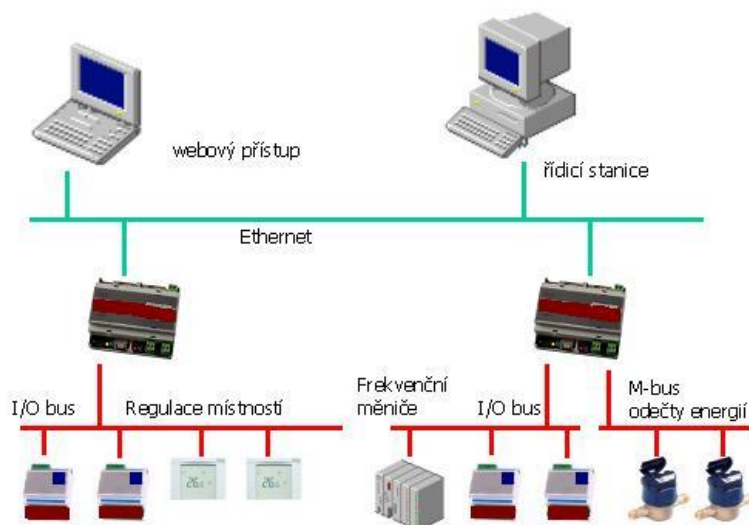 webový přístup
řídicí stanice
Ethernet
I/O bus
Regulace místností
Frekvenční
měniče
I/O bus
M-bus
odečty energií